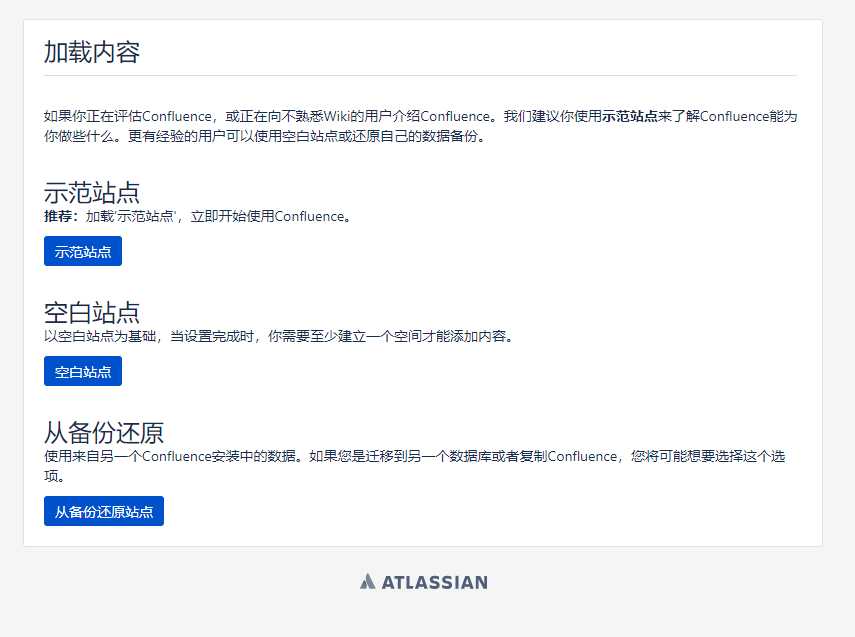 加载内容
如果你正在评估Confluence，或正在向不熟悉Wiki的用户介绍Confluence。我们建议你使用示范站点来了解Confluence能为
你做些什么。更有经验的用户可以使用空白站点或还原自己的数据备份。
示范站点
推荐：加载'示范站点'，立即开始使用Confluence。
示范站点
空白站点
以空白站点为基础，当设置完成时，你需要至少建立一个空间才能添加内容。
空白站点
从备份还原
使用来自另一个Confluence安装中的数据。如果您是迁移到另一个数据库或者复制Confluence，您将可能想要选择这个选
项。
从备份还原站点
ATLASSIAN